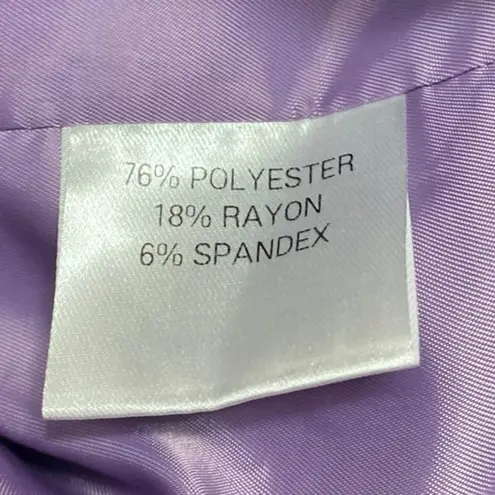 76% POLYESTER
18% RAYON
6% SPANDEX